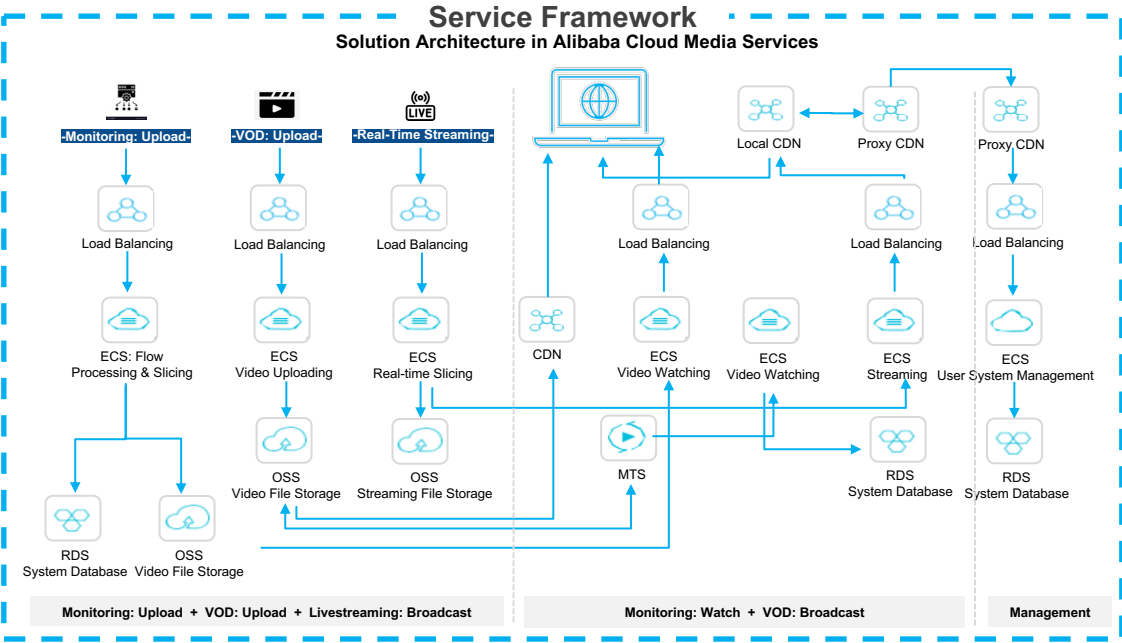 Service Framework
Solution Architecture in Alibaba Cloud Media Services
LIVE
-Monitoring: Upload-
-VOD: Upload-
-Real-Time Streaming-
Local CDN
Proxy CDN
Proxy CDN
Load Balancing
Load Balancing
Load Balancing
Load Balancing
Load Balancing
Load Balancing
ECS: Flow
Processing & Slicing
ECS
Video Uploading
ECS
Real-time Slicing
CDN
ECS
Video Watching
ECS
Video Watching
ECS
Streaming
ECS
User System Management
OSS
Video File Storage
OSS
Streaming File Storage
MTS
RDS
System Database
RDS
System Database
RDS
System Database
OSS
Video File Storage
Monitoring: Upload + VOD: Upload + Livestreaming: Broadcast
Monitoring: Watch + VOD: Broadcast
Management